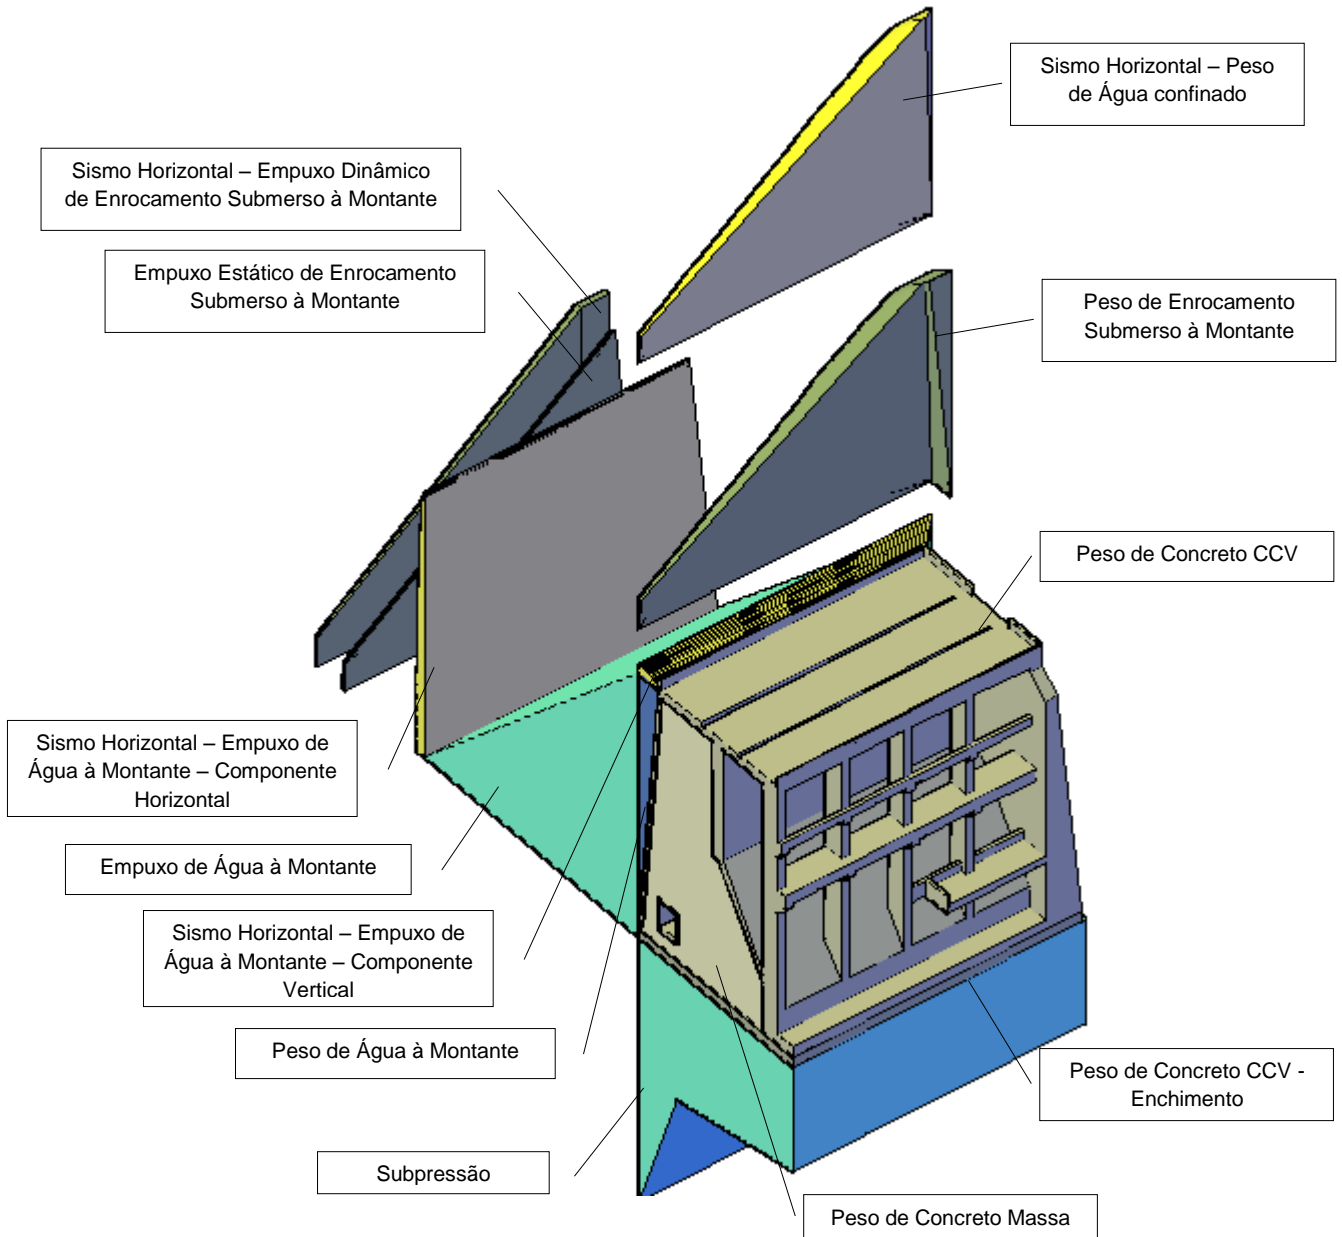 Sismo Horizontal – Peso
de Água confinado
Sismo Horizontal – Empuxo Dinâmico
de Enrocamento Submerso à Montante
Empuxo Estático de Enrocamento
Submerso à Montante
Peso de Enrocamento
Submerso à Montante
Peso de Concreto CCV
Sismo Horizontal – Empuxo de
Água à Montante – Componente
Horizontal
Empuxo de Água à Montante
Sismo Horizontal – Empuxo de
Água à Montante – Componente
Vertical
Peso de Água à Montante
Peso de Concreto CCV -
Enchimento
Subpressão
Peso de Concreto Massa